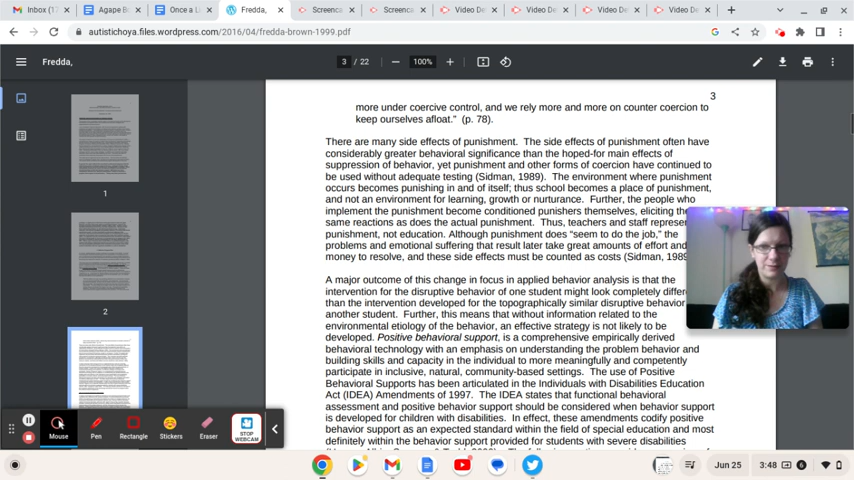 Inbox (17
Agape Bo
Once a Li
Fredda,
Screenca
Screenca
Video De
Video De
Video De
Video De
autistichoya.files.wordpress.com/2016/04/fredda-brown-1999.pdf
Fredda,
3 / 22
100%
1
2
3
more under coercive control, and we rely more and more on counter coercion to
keep ourselves afloat." (p. 78).
There are many side effects of punishment. The side effects of punishment often have
considerably greater behavioral significance than the hoped-for main effects of
suppression of behavior, yet punishment and other forms of coercion have continued to
be used without adequate testing (Sidman, 1989). The environment where punishment
occurs becomes punishing in and of itself; thus school becomes a place of punishment,
and not an environment for learning, growth or nurturance. Further, the people who
implement the punishment become conditioned punishers themselves, eliciting the
same reactions as does the actual punishment. Thus, teachers and staff represen
punishment, not education. Although punishment does "seem to do the job," the
problems and emotional suffering that result later take great amounts of effort and
money to resolve, and these side effects must be counted as costs (Sidman, 1989
A major outcome of this change in focus in applied behavior analysis is that the
intervention for the disruptive behavior of one student might look completely differe
than the intervention developed for the topographically similar disruptive behavior
another student. Further, this means that without information related to the
environmental etiology of the behavior, an effective strategy is not likely to be
developed. Positive behavioral support, is a comprehensive empirically derived
behavioral technology with an emphasis on understanding the problem behavior and
building skills and capacity in the individual to more meaningfully and competently
participate in inclusive, natural, community-based settings. The use of Positive
Behavioral Supports has been articulated in the Individuals with Disabilities Education
Act (IDEA) Amendments of 1997. The IDEA states that functional behavioral
assessment and positive behavior support should be considered when behavior support
is developed for children with disabilities. In effect, these amendments codify positive
behavior support as an expected standard within the field of special education and most
definitely within the behavior support provided for students with severe disabilities
Mouse
Pen
Rectangle
Stickers
Eraser
STOP
WEBCAM
Jun 25
3:48
6